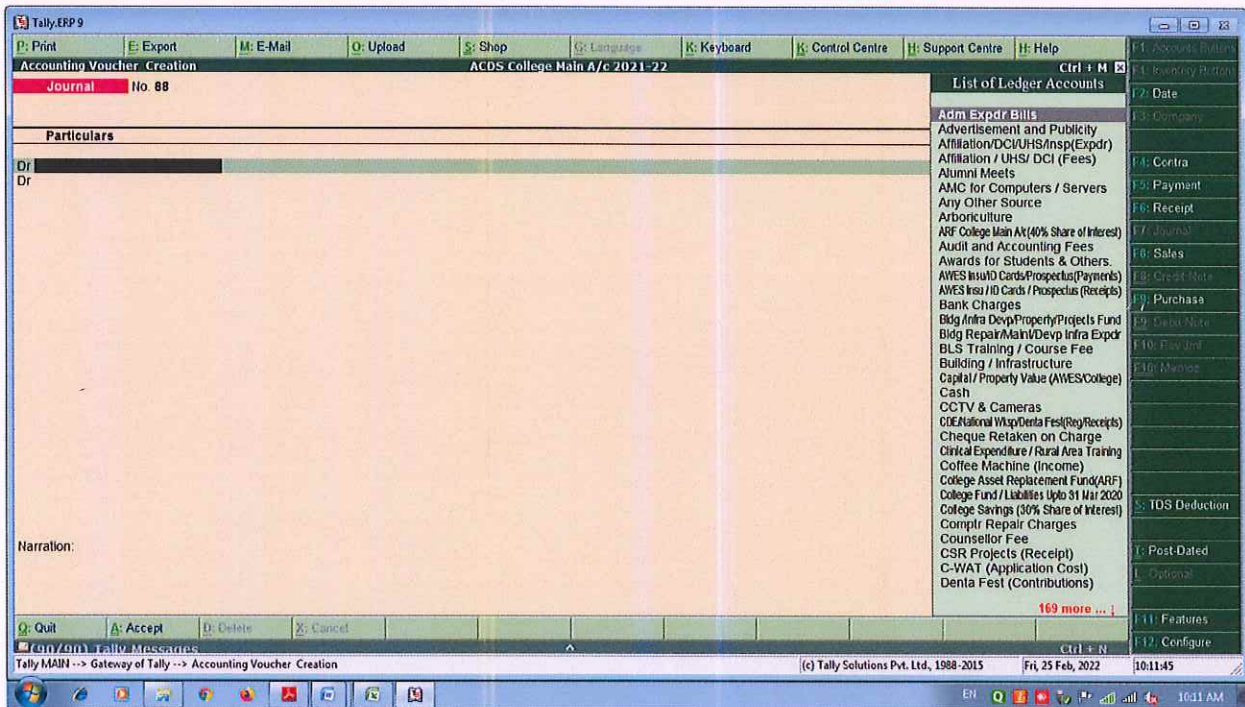 Tally.ERP 9
P: Print E: Export M: E-Mail O: Upload S: Shop G: Language K: Keyboard K: Control Centre H: Support Centre H: Help F1: Accounts Buttons
Accounting Voucher Creation ACDS College Main A/c 2021-22 Ctrl + M
F1: Inventory Buttons
Journal No. 88
List of Ledger Accounts
F2: Date
F3: Company
Particulars
Dr
Dr
Adm Expdr Bills
Advertisement and Publicity
Affiliation/DCI/UHS/Insp(Expdr)
Affiliation / UHS/ DCI (Fees)
Alumni Meets
AMC for Computers / Servers
Any Other Source
Arboriculture
ARF College Main A/c(40% Share of Interest)
Audit and Accounting Fees
Awards for Students & Others.
AWES Insu/ID Cards/Prospectus(Payments)
AWES Insu / ID Cards / Prospectus (Receipts)
Bank Charges
Bldg /Infra Devp/Property/Projects Fund
Bldg Repair/Maint/Devp Infra Expdr
BLS Training / Course Fee
Building / Infrastructure
Capital / Property Value (AWES/College)
Cash
CCTV & Cameras
CDE/National Wksp/Denta Fest(Reg/Receipts)
Cheque Retaken on Charge
Clinical Expenditure / Rural Area Training
Coffee Machine (Income)
College Asset Replacement Fund(ARF)
College Fund / Liabilities Upto 31 Mar 2020
College Savings (30% Share of Interest)
Comptr Repair Charges
Counsellor Fee
CSR Projects (Receipt)
C-WAT (Application Cost)
Denta Fest (Contributions)
169 more ... ↓
F4: Contra
F5: Payment
F6: Receipt
F7: Journal
F8: Sales
F8: Credit Note
F9: Purchase
F9: Debit Note
F10: Rev Jrnl
F10: Memos
S: TDS Deduction
T: Post-Dated
L: Optional
F11: Features
F12: Configure
Narration:
Q: Quit A: Accept D: Delete X: Cancel
(90/90) Tally Messages Ctrl + N
Tally MAIN --> Gateway of Tally --> Accounting Voucher Creation (c) Tally Solutions Pvt. Ltd., 1988-2015 Fri, 25 Feb, 2022 10:11:45
EN 10:11 AM